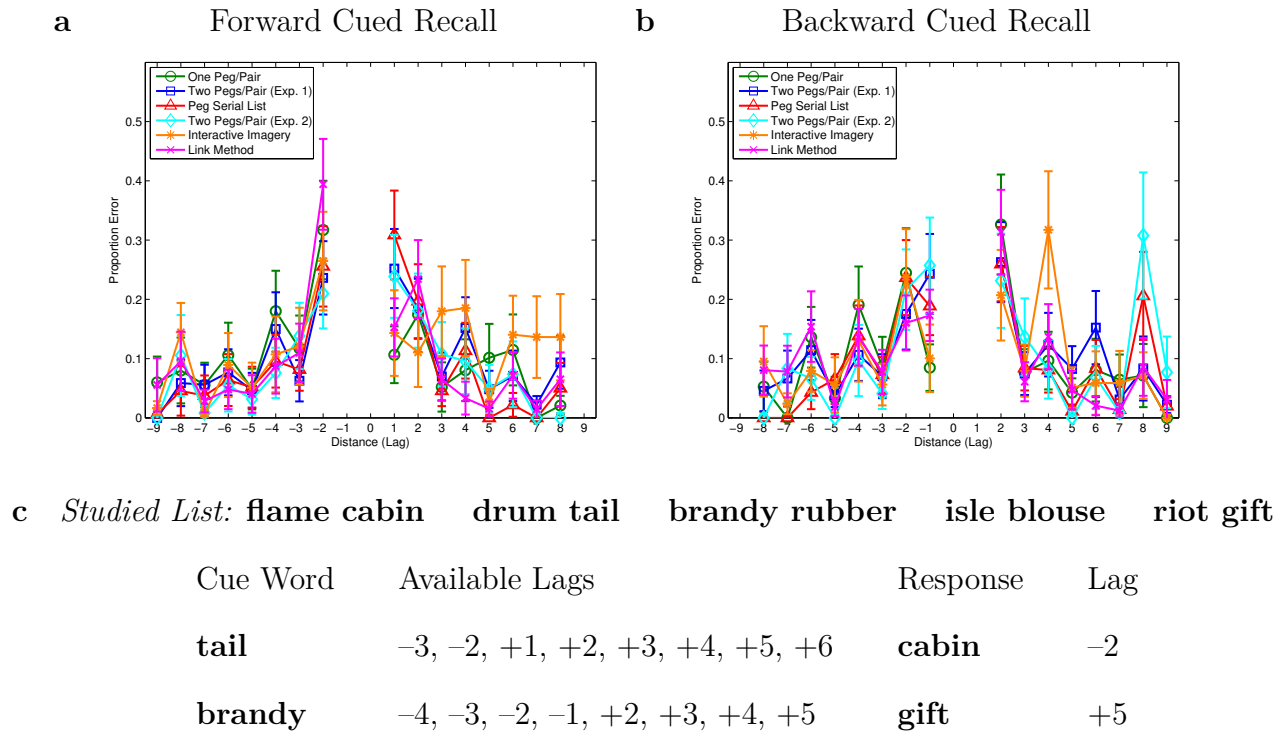 a Forward Cued Recall
b Backward Cued Recall
One Peg/Pair
Two Pegs/Pair (Exp. 1)
Peg Serial List
Two Pegs/Pair (Exp. 2)
Interactive Imagery
Link Method
Proportion Error
0.5
0.4
0.3
0.2
0.1
0
−9 −8 −7 −6 −5 −4 −3 −2 −1 0 1 2 3 4 5 6 7 8 9
Distance (Lag)
One Peg/Pair
Two Pegs/Pair (Exp. 1)
Peg Serial List
Two Pegs/Pair (Exp. 2)
Interactive Imagery
Link Method
Proportion Error
0.5
0.4
0.3
0.2
0.1
0
−9 −8 −7 −6 −5 −4 −3 −2 −1 0 1 2 3 4 5 6 7 8 9
Distance (Lag)
c Studied List: flame cabin drum tail brandy rubber isle blouse riot gift
Cue Word Available Lags Response Lag
tail –3, –2, +1, +2, +3, +4, +5, +6 cabin –2
brandy –4, –3, –2, –1, +2, +3, +4, +5 gift +5